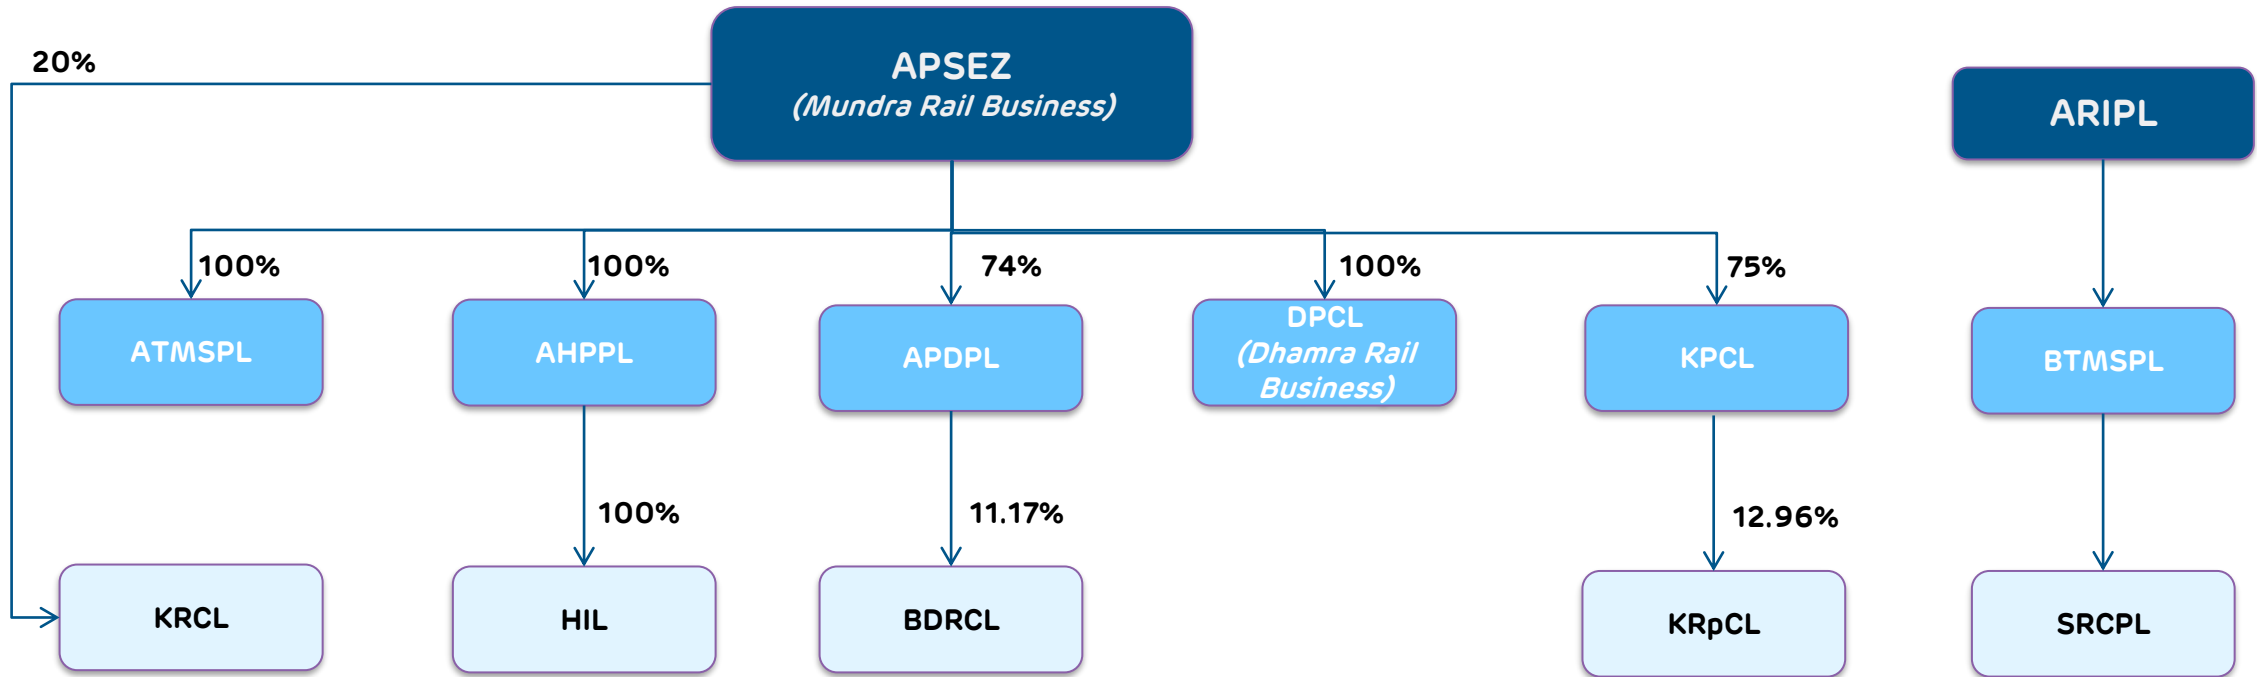 20%
APSEZ
(Mundra Rail Business)
ARIPL
100%
100%
74%
100%
75%
ATMSPL
AHPPL
APDPL
DPCL
(Dhamra Rail
Business)
KPCL
BTMSPL
100%
11.17%
12.96%
KRCL
HIL
BDRCL
KRpCL
SRCPL